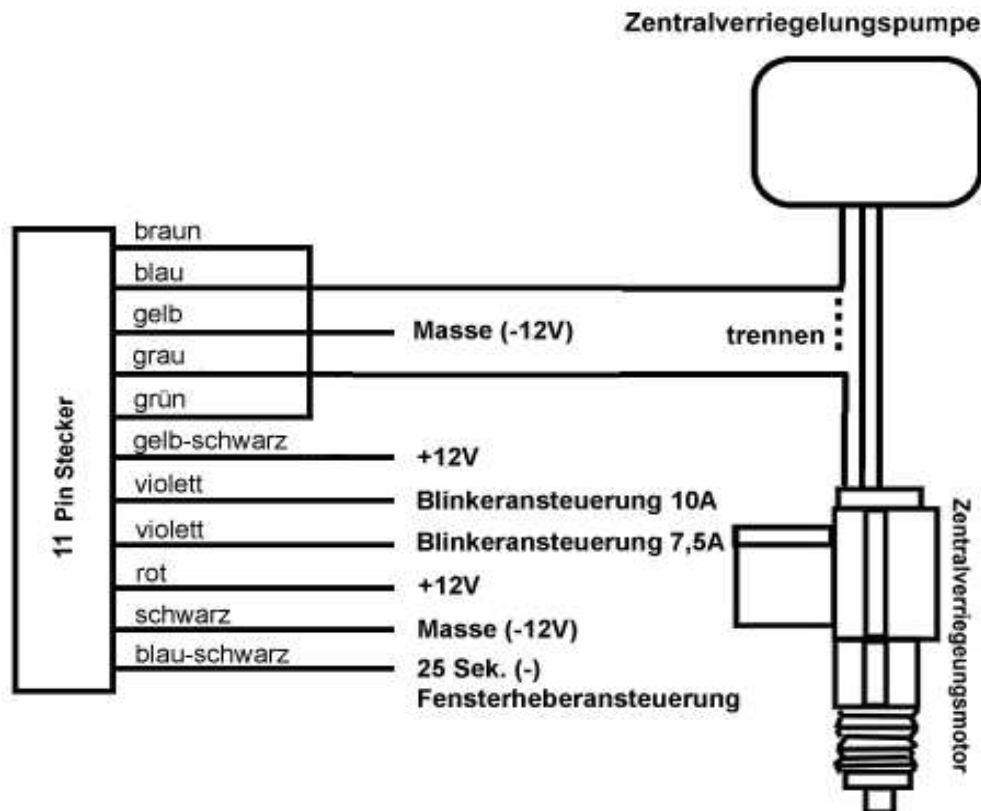 Zentralverriegelungspumpe
braun
blau
gelb
Masse (-12V)
trennen
grau
grün
gelb-schwarz
+12V
violett
Blinkeransteuerung 10A
violett
Blinkeransteuerung 7,5A
rot
+12V
schwarz
Masse (-12V)
blau-schwarz
25 Sek. (-)
Fensterheberansteuerung
11 Pin Stecker
Zentralverriegeungsmotor